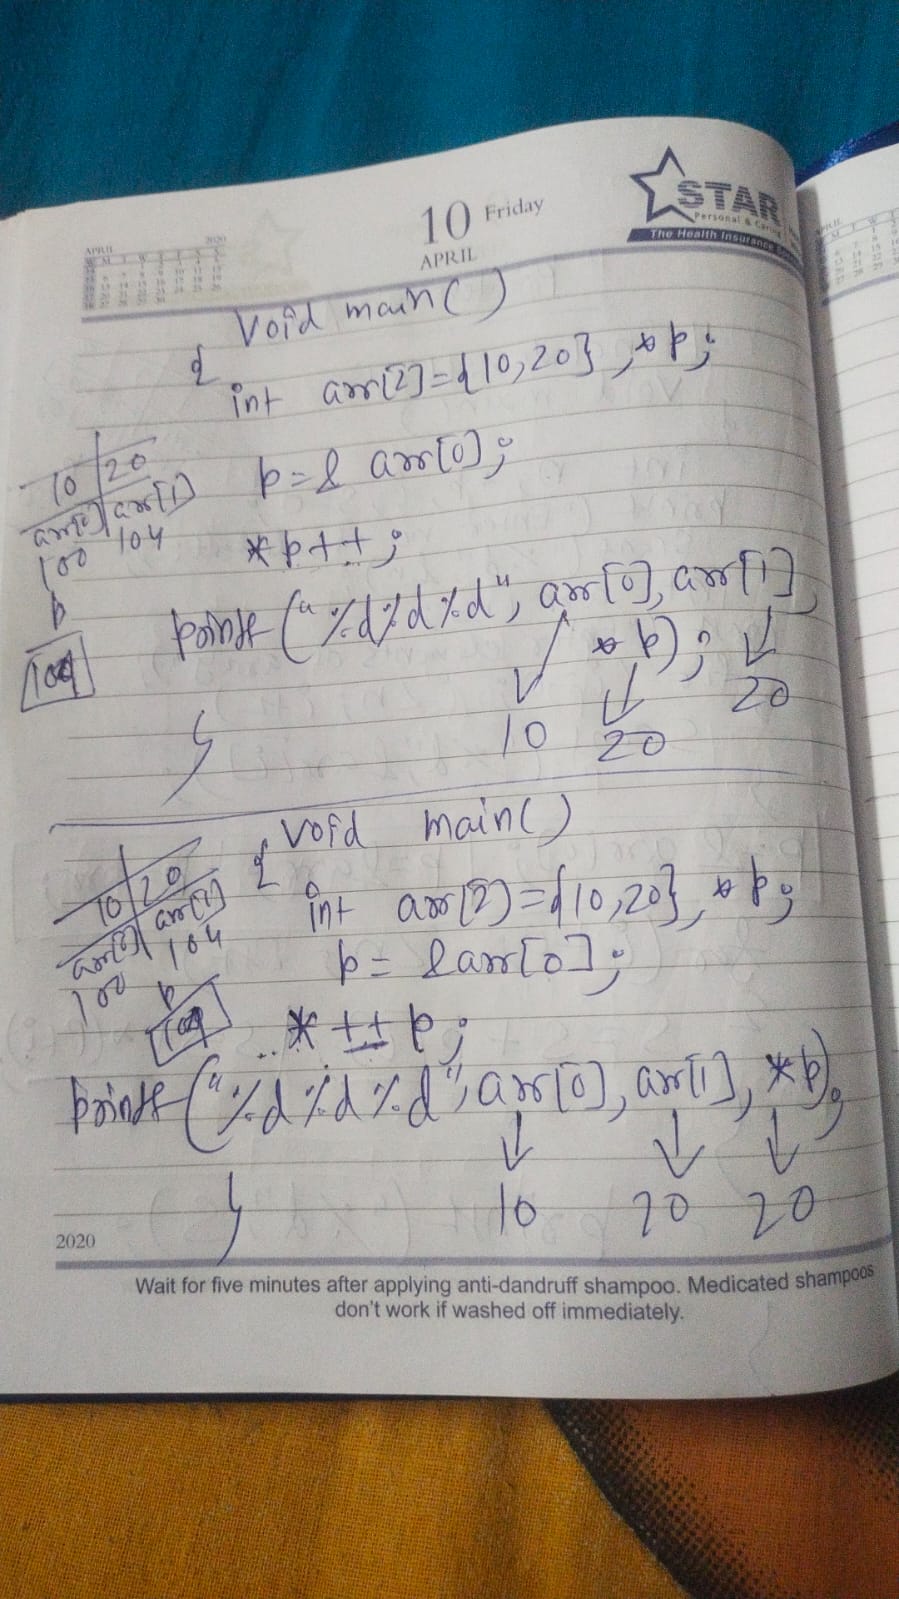 10 Friday
APRIL
STAR
Personal & Caring
The Health Insurance
APRIL 2020
void main()
{
int arr[2]={10,20}, *p;
10 | 20
arr[0] arr[1]
100 104
p
104
p=& arr[0];
*p++;
printf("%d%d%d", arr[0], arr[1],
*p);
10 20 20
}
void main()
{
10 | 20
arr[0] arr[1]
100 104
p
104
int arr[2]={10,20}, *p;
p= &arr[0];
*++p;
printf("%d%d%d", arr[0], arr[1], *p);
10 20 20
}
2020
Wait for five minutes after applying anti-dandruff shampoo. Medicated shampoos
don't work if washed off immediately.